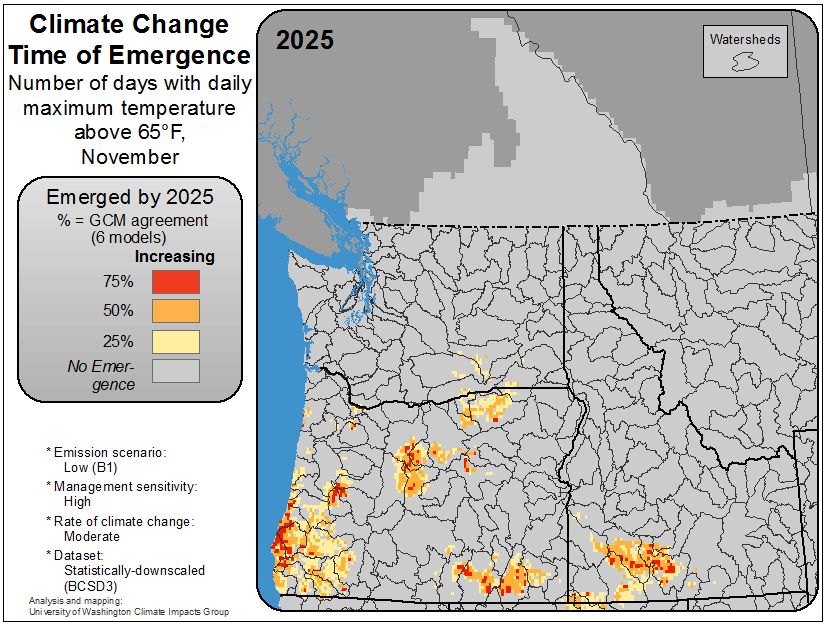 Climate Change
Time of Emergence
Number of days with daily
maximum temperature
above 65°F,
November
Emerged by 2025
% = GCM agreement
(6 models)
Increasing
75%
50%
25%
No Emer-
gence
* Emission scenario:
Low (B1)
* Management sensitivity:
High
* Rate of climate change:
Moderate
* Dataset:
Statistically-downscaled
(BCSD3)
Analysis and mapping:
University of Washington Climate Impacts Group
2025
Watersheds